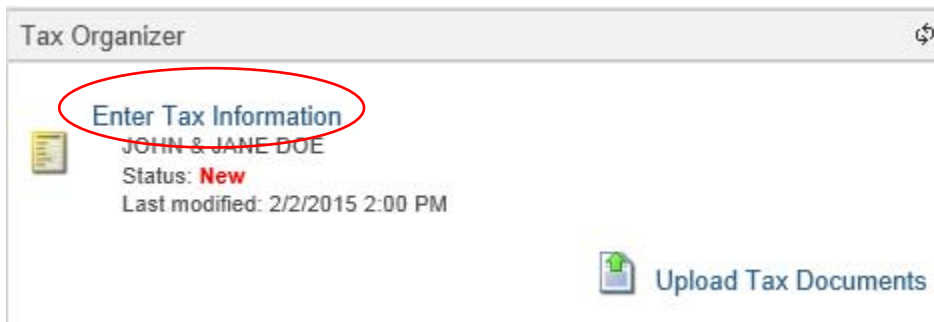 Tax Organizer
Enter Tax Information
JOHN & JANE DOE
Status: New
Last modified: 2/2/2015 2:00 PM
Upload Tax Documents